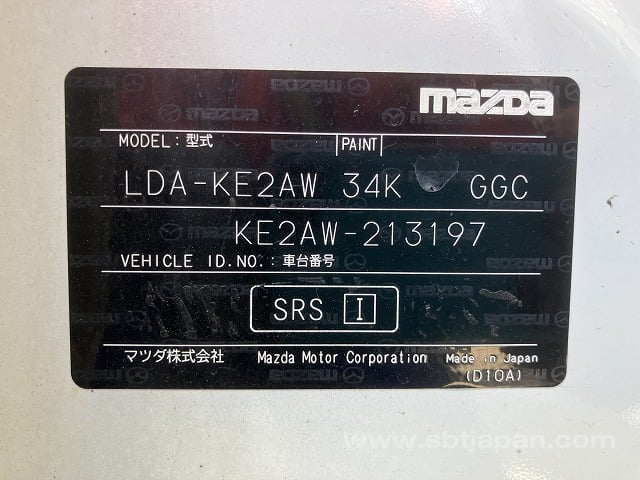 mazda
MODEL:型式 PAINT
LDA-KE2AW 34K GGC
KE2AW-213197
VEHICLE ID.NO.:車台番号
SRS I
マツダ株式会社 Mazda Motor Corporation Made in Japan
(D10A)
www.sbtjapan.com